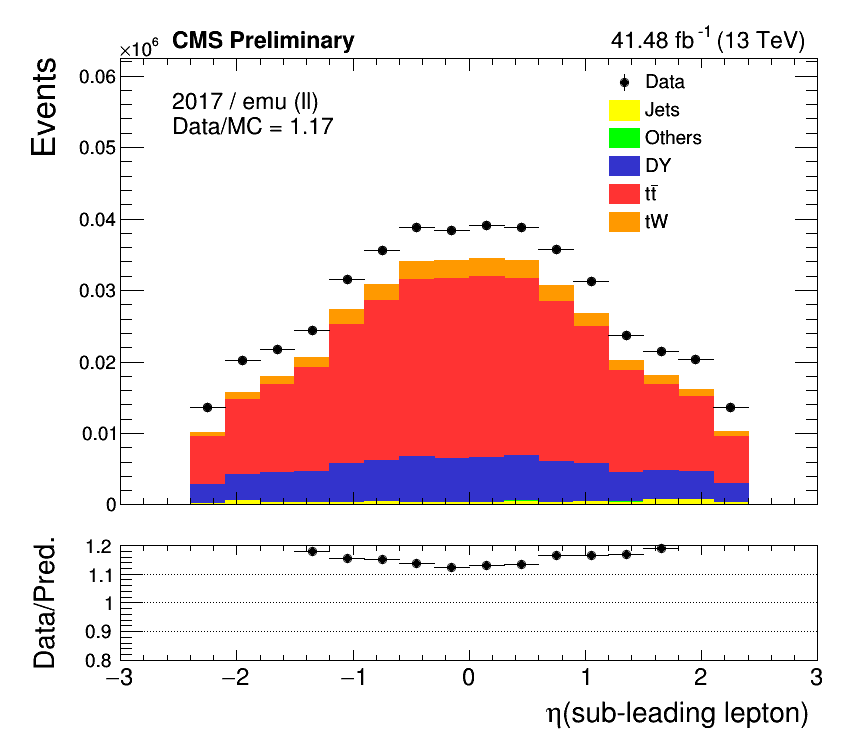 ×10⁶ CMS Preliminary 41.48 fb⁻¹ (13 TeV)
Events
0.06
0.05
0.04
0.03
0.02
0.01
0
2017 / emu (ll)
Data/MC = 1.17
Data
Jets
Others
DY
tt̄
tW
Data/Pred.
1.2
1.1
1
0.9
0.8
−3 −2 −1 0 1 2 3
η(sub-leading lepton)